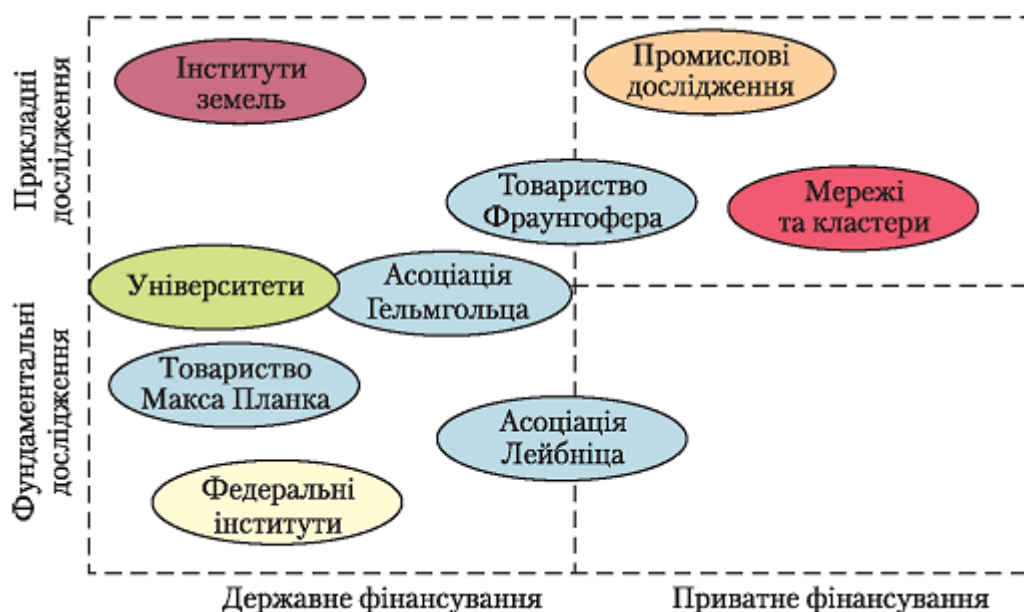 Прикладні
дослідження
Фундаментальні
дослідження
Інститути
земель
Промислові
дослідження
Товариство
Фраунгофера
Мережі
та кластери
Університети
Асоціація
Гельмгольца
Товариство
Макса Планка
Асоціація
Лейбніца
Федеральні
інститути
Державне фінансування
Приватне фінансування